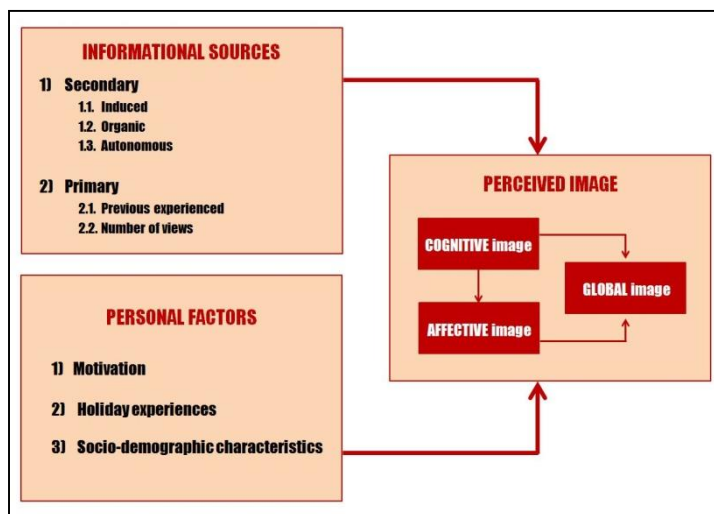 INFORMATIONAL SOURCES
1) Secondary
1.1. Induced
1.2. Organic
1.3. Autonomous
2) Primary
2.1. Previous experienced
2.2. Number of views
PERSONAL FACTORS
1) Motivation
2) Holiday experiences
3) Socio-demographic characteristics
PERCEIVED IMAGE
COGNITIVE image
GLOBAL image
AFFECTIVE image